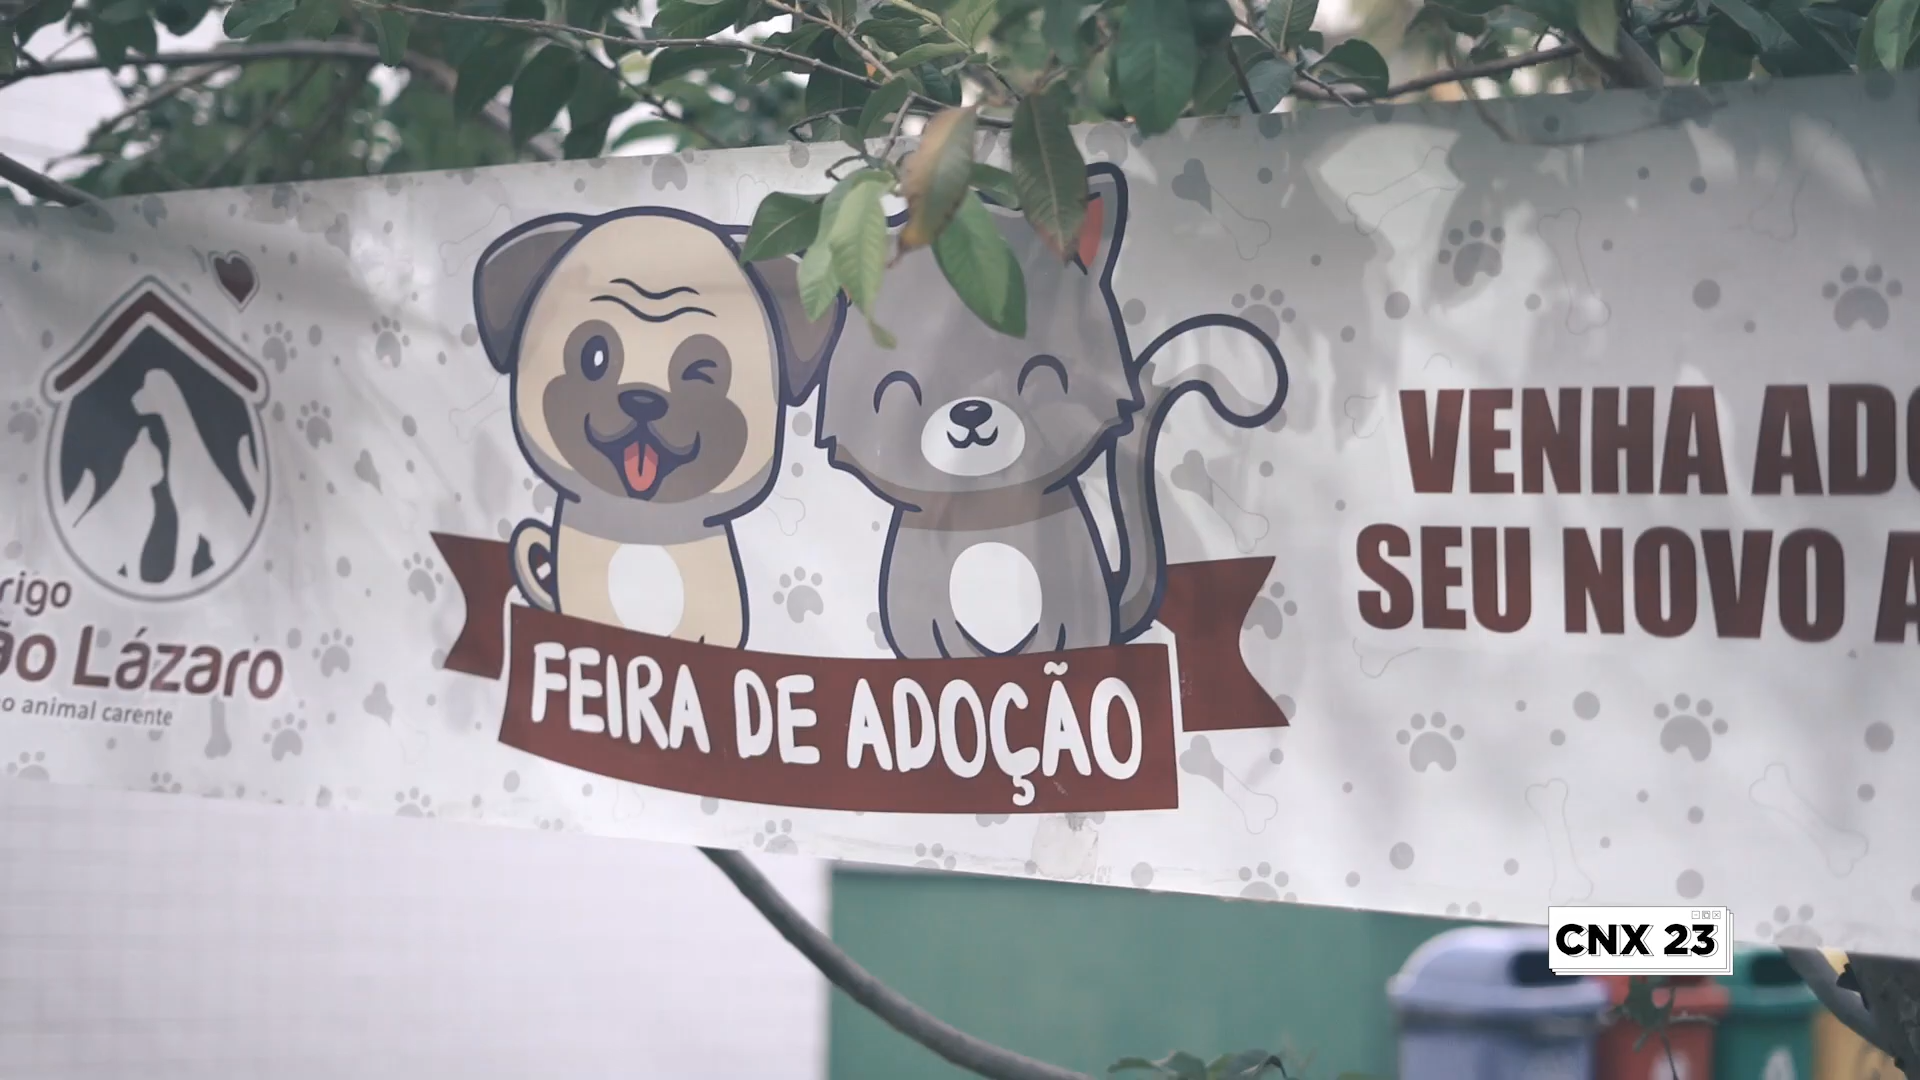 rigo
ão Lázaro
o animal carente
FEIRA DE ADOÇÃO
VENHA ADO
SEU NOVO A
CNX 23